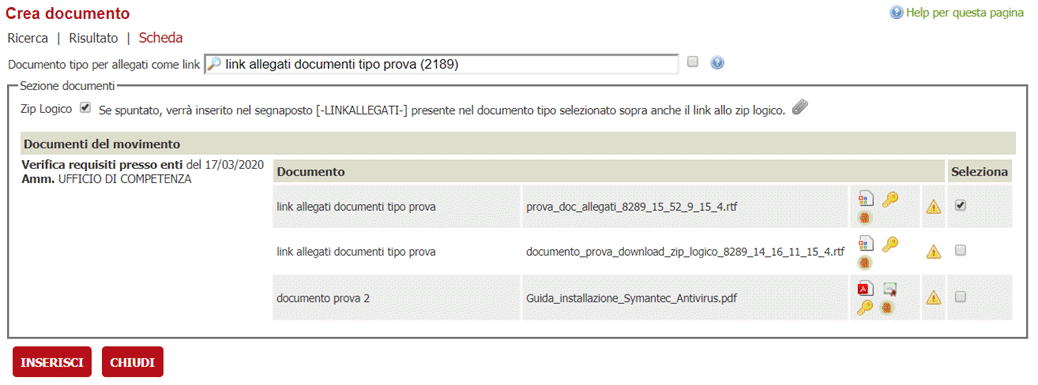 Crea documento
Help per questa pagina
Ricerca | Risultato | Scheda
Documento tipo per allegati come link link allegati documenti tipo prova (2189)
Sezione documenti
Zip Logico Se spuntato, verrà inserito nel segnaposto [-LINKALLEGATI-] presente nel documento tipo selezionato sopra anche il link allo zip logico.
Documenti del movimento
Verifica requisiti presso enti del 17/03/2020
Amm. UFFICIO DI COMPETENZA
Documento Seleziona
link allegati documenti tipo prova prova_doc_allegati_8289_15_52_9_15_4.rtf
link allegati documenti tipo prova documento_prova_download_zip_logico_8289_14_16_11_15_4.rtf
documento prova 2 Guida_installazione_Symantec_Antivirus.pdf
INSERISCI CHIUDI